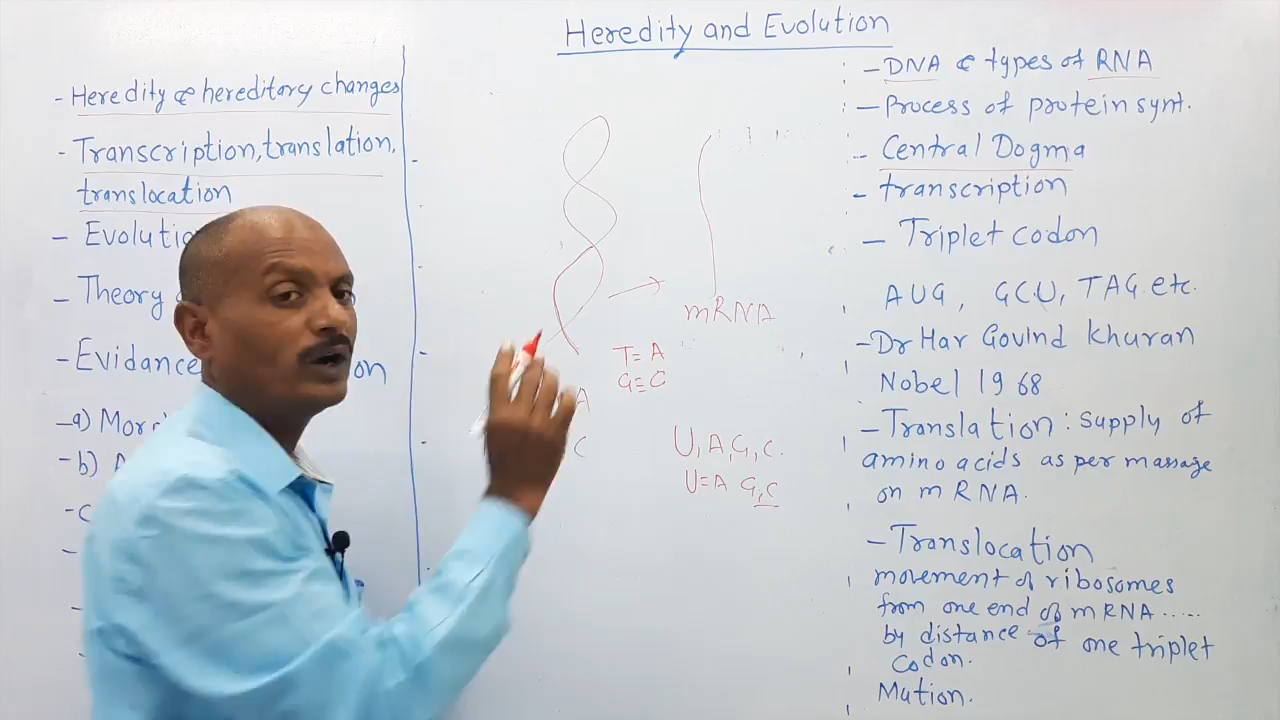 Heredity and Evolution
- Heredity & hereditary changes
- Transcription, translation,
translocation
- Evolutio
- Theory
- Evidance on
-a) Mor
-b) A
-c
T= A
G≡C
A
C
mRNA
U, A, G, C.
U=A G,C
- DNA & types of RNA
- Process of protein synt.
- Central Dogma
- transcription
- Triplet codon
AUG, GCU, TAG etc.
- Dr Har Govind Khuran
Nobel 1968
- Translation : supply of
amino acids as per massage
on mRNA.
- Translocation
movement of ribosomes
from one end of mRNA.....
by distance of one triplet
codon.
Mution.